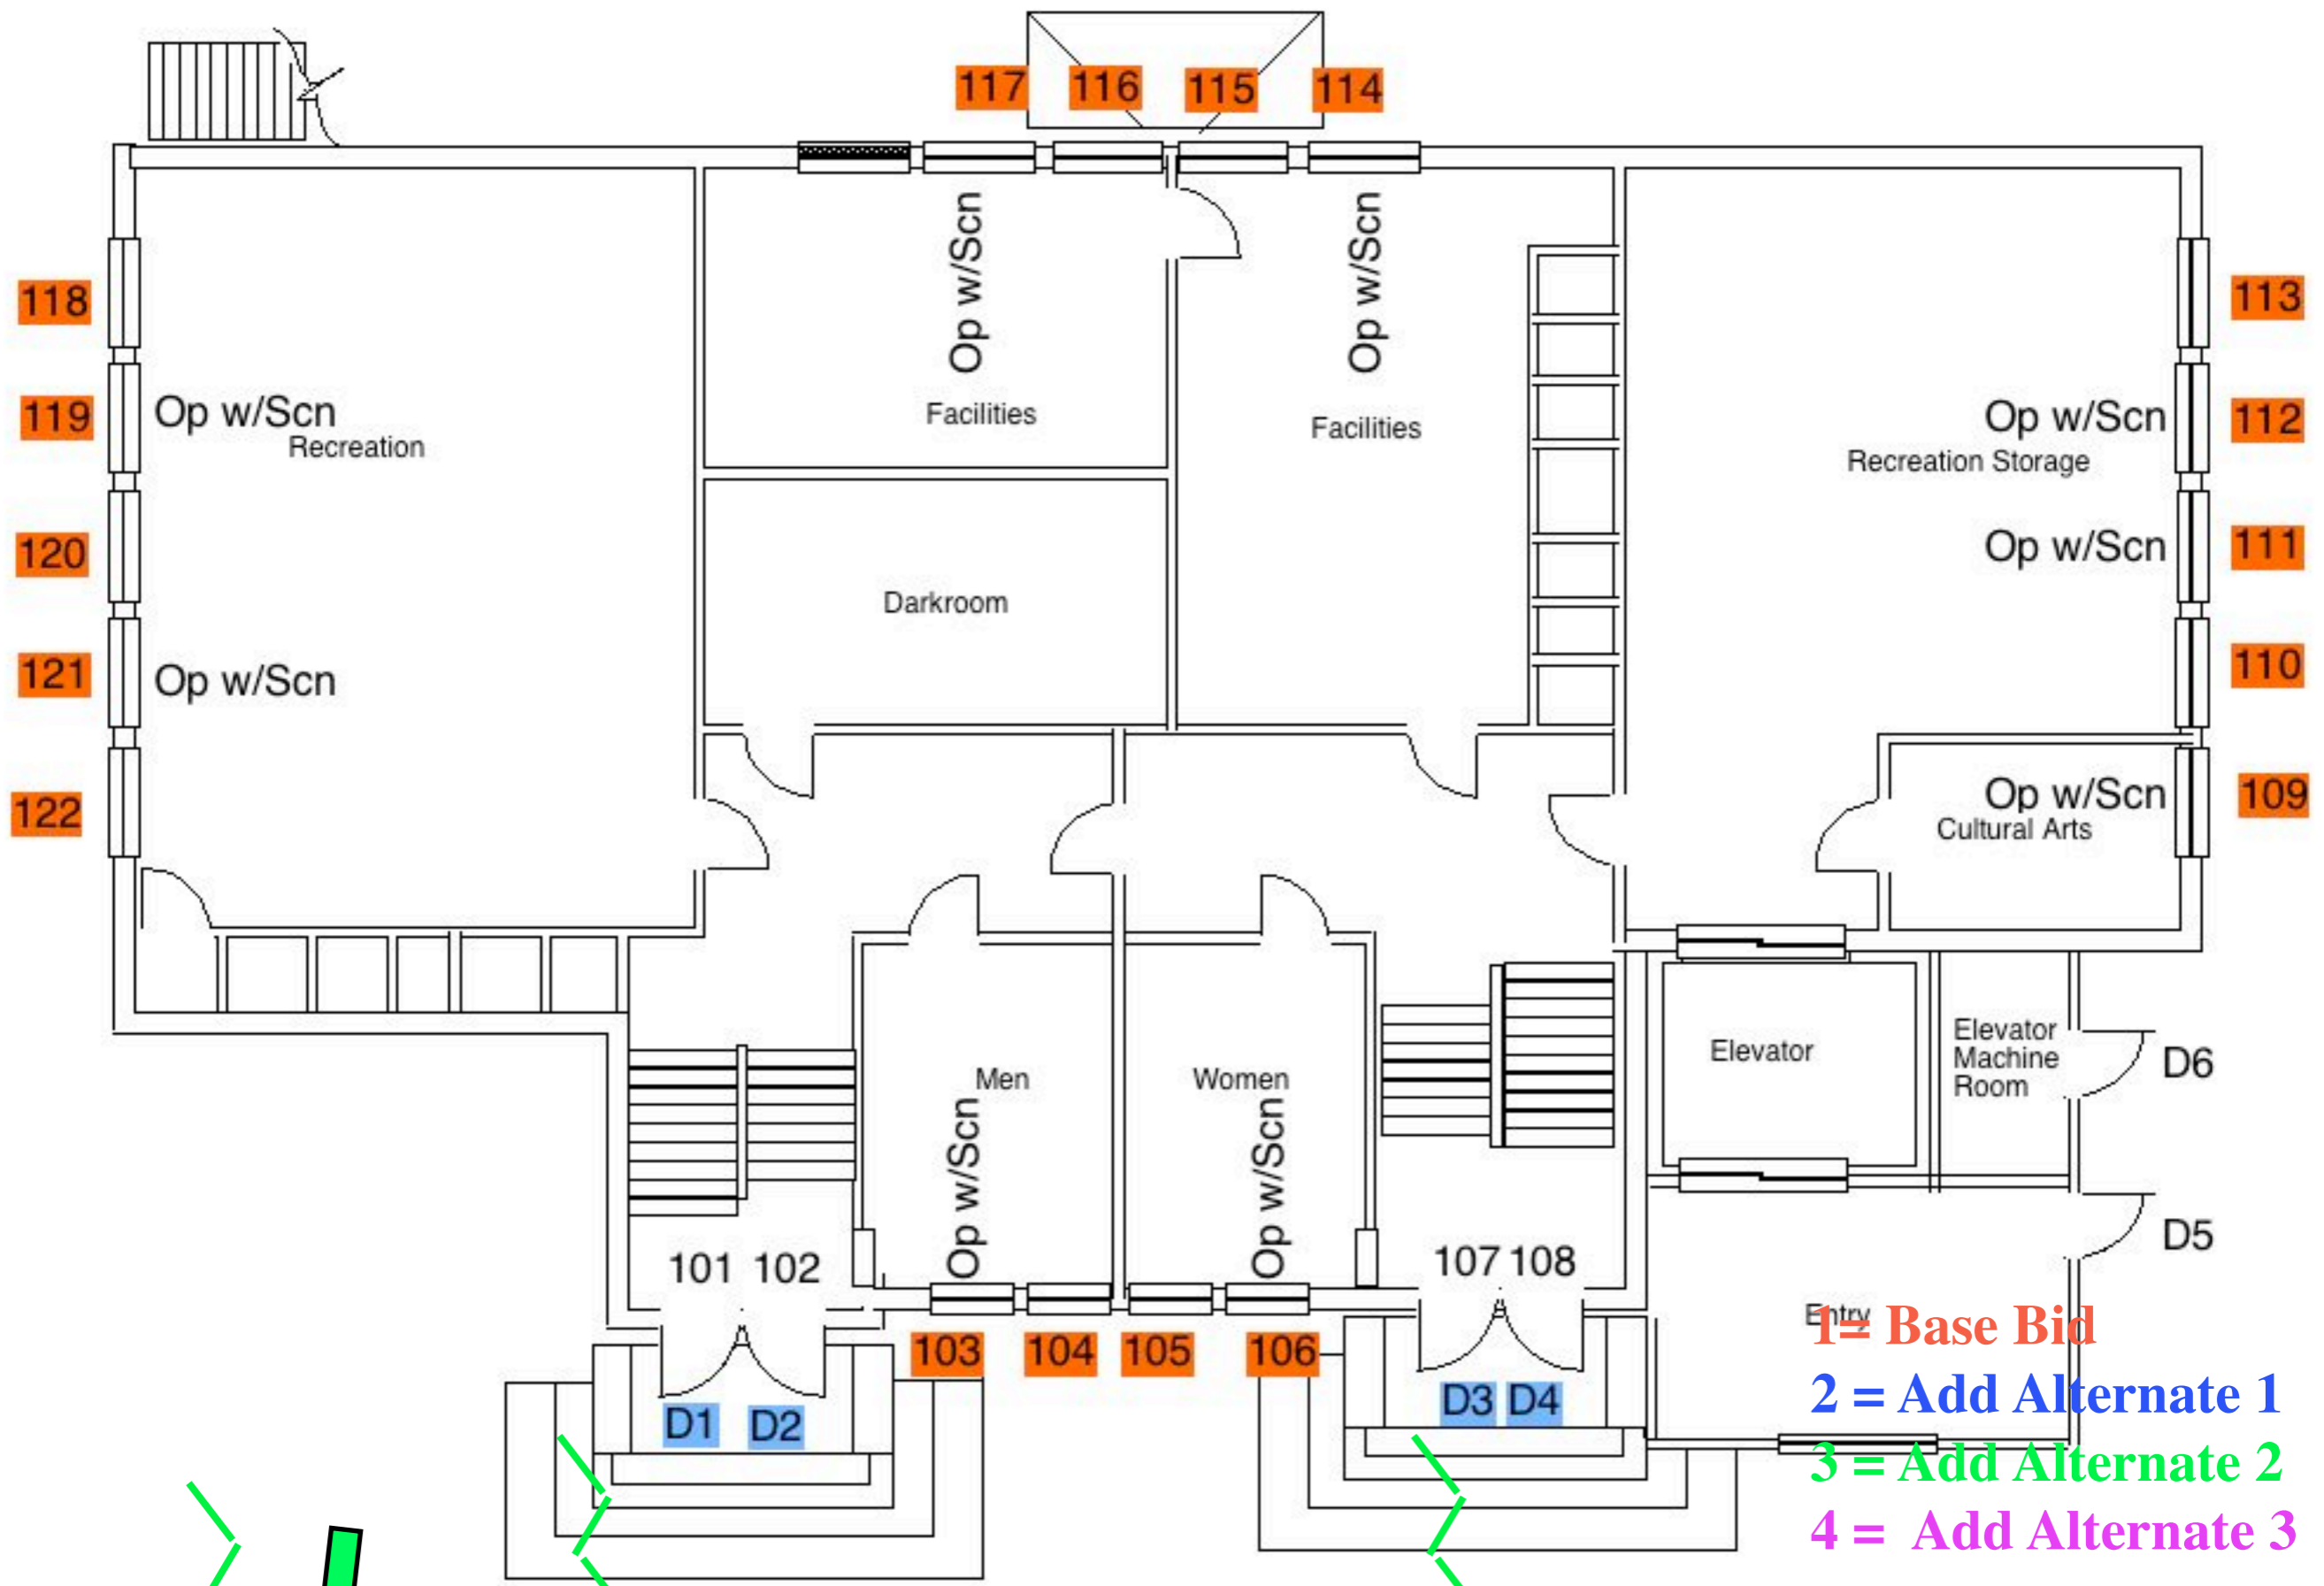 117 116 115 114
Op w/Scn
Op w/Scn
118
113
119
Op w/Scn
Recreation
Facilities
Facilities
Op w/Scn
112
Recreation Storage
120
Op w/Scn
111
Darkroom
121
Op w/Scn
110
122
Op w/Scn
109
Cultural Arts
Men
Op w/Scn
Women
Op w/Scn
Elevator
Elevator
Machine
Room
D6
D5
101 102
107 108
103 104 105 106
Entry
D1 D2
D3 D4
1= Base Bid
2 = Add Alternate 1
3 = Add Alternate 2
4 = Add Alternate 3